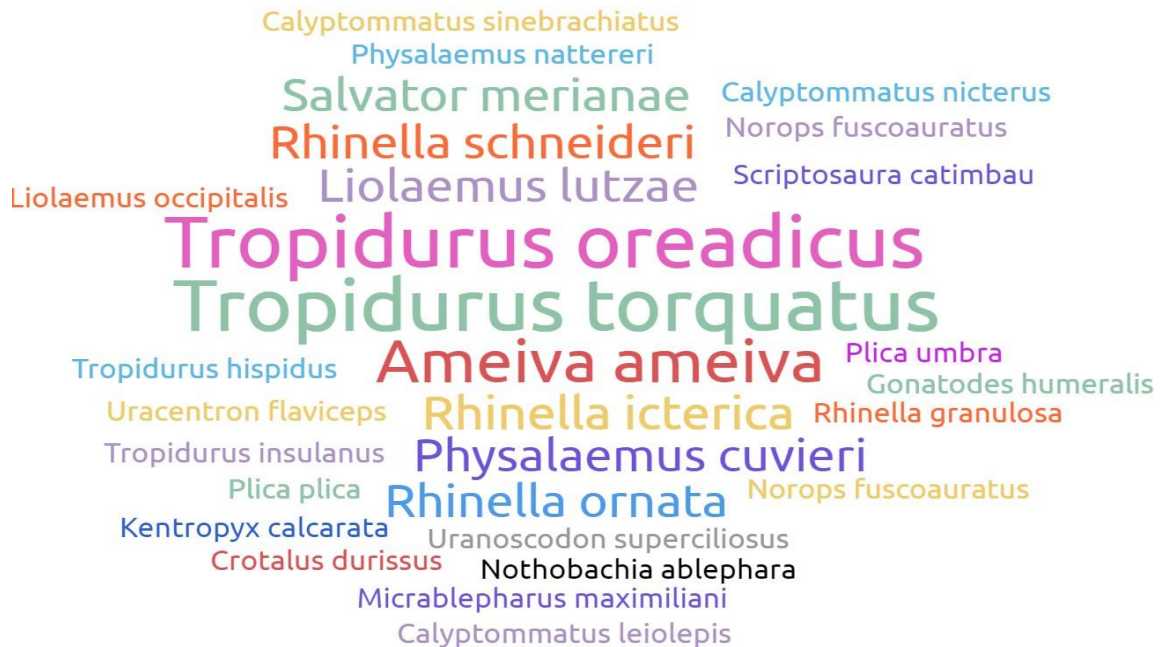 Calyptommatus sinebrachiatus
Physalaemus nattereri
Salvator merianae
Calyptommatus nicterus
Norops fuscoauratus
Rhinella schneideri
Scriptosaura catimbau
Liolaemus lutzae
Liolaemus occipitalis
Tropidurus oreadicus
Tropidurus torquatus
Ameiva ameiva
Plica umbra
Tropidurus hispidus
Gonatodes humeralis
Uracentron flaviceps
Rhinella icterica
Rhinella granulosa
Tropidurus insulanus
Physalaemus cuvieri
Plica plica
Rhinella ornata
Norops fuscoauratus
Kentropyx calcarata
Uranoscodon superciliosus
Crotalus durissus
Nothobachia ablephara
Micrablepharus maximiliani
Calyptommatus leiolepis